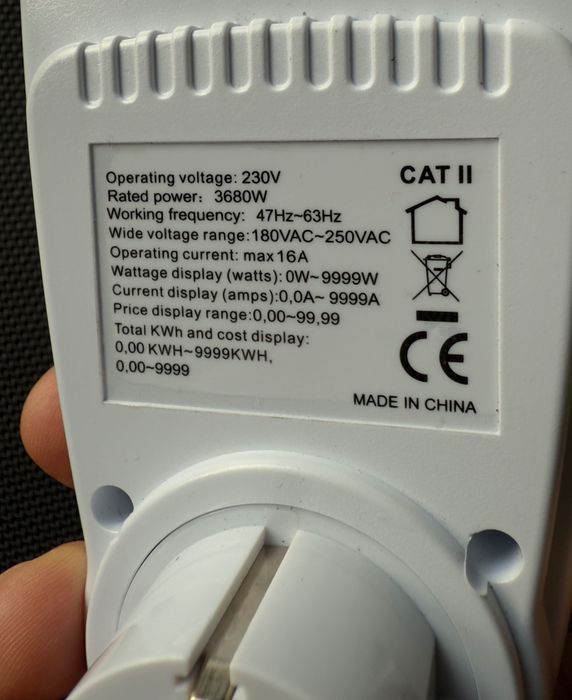 Operating voltage: 230V
Rated power: 3680W
Working frequency: 47Hz~63Hz
Wide voltage range:180VAC~250VAC
Operating current: max16A
Wattage display (watts):0W~9999W
Current display (amps):0,0A~ 9999A
Price display range:0,00~99,99
Total KWh and cost display:
0,00 KWH~9999KWH,
0,00~9999
CAT II
CE
MADE IN CHINA